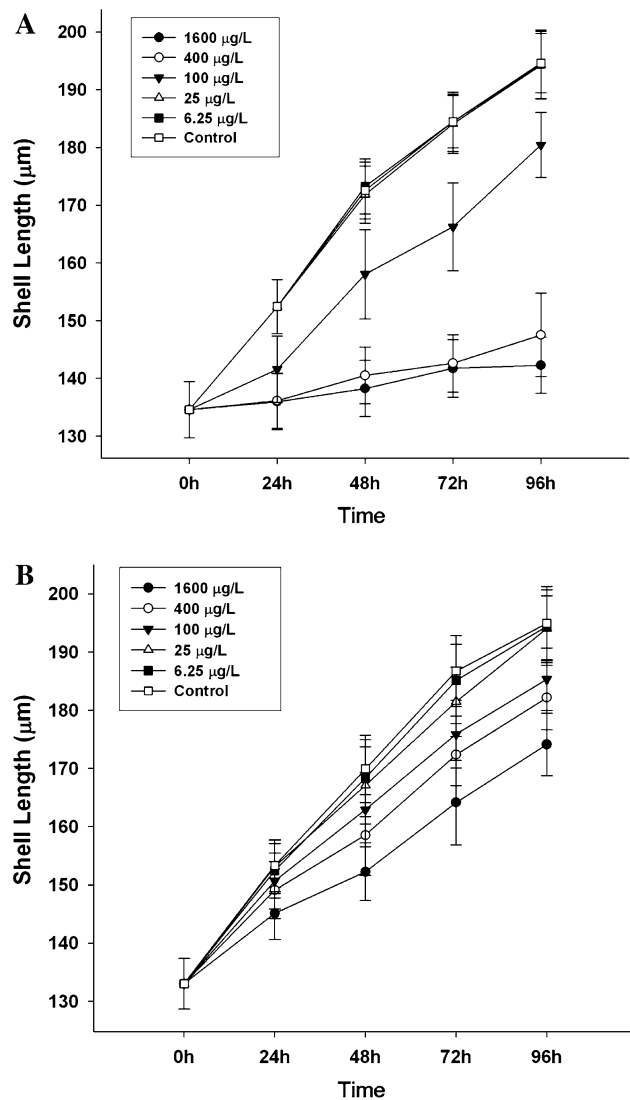 A
1600 µg/L
400 µg/L
100 µg/L
25 µg/L
6.25 µg/L
Control
Shell Length (µm)
200
190
180
170
160
150
140
130
0h 24h 48h 72h 96h
Time
B
1600 µg/L
400 µg/L
100 µg/L
25 µg/L
6.25 µg/L
Control
Shell Length (µm)
200
190
180
170
160
150
140
130
0h 24h 48h 72h 96h
Time